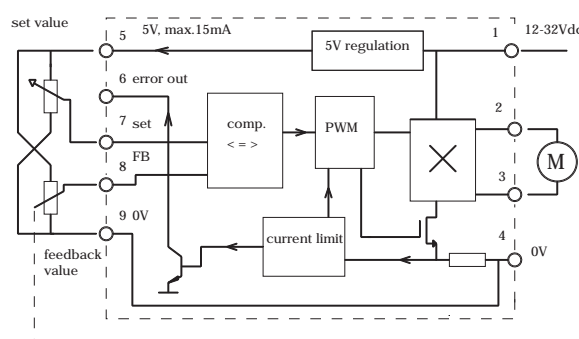 set value
5
5V, max.15mA
5V regulation
1
12-32Vdc
6 error out
7 set
8
FB
comp.
< = >
PWM
2
M
3
9 0V
feedback
value
current limit
4
0V